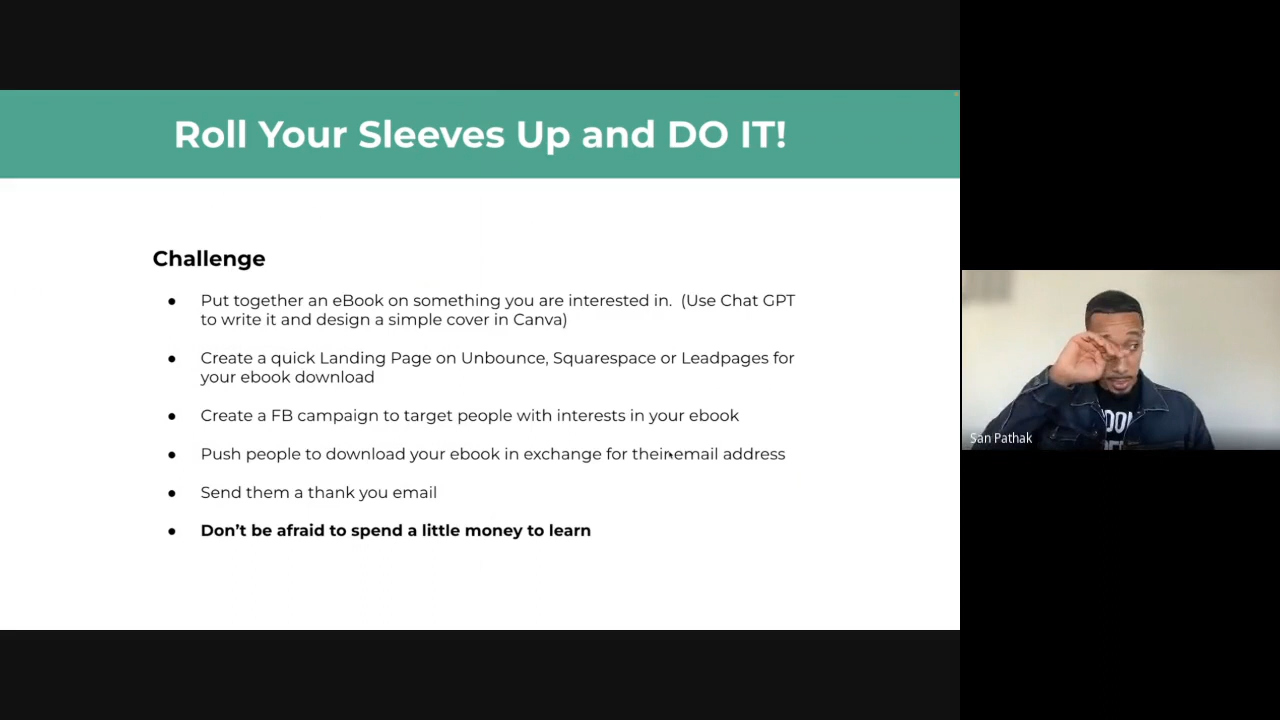 Roll Your Sleeves Up and DO IT!
Challenge
● Put together an eBook on something you are interested in. (Use Chat GPT
to write it and design a simple cover in Canva)
● Create a quick Landing Page on Unbounce, Squarespace or Leadpages for
your ebook download
● Create a FB campaign to target people with interests in your ebook
● Push people to download your ebook in exchange for their email address
● Send them a thank you email
● Don’t be afraid to spend a little money to learn
San Pathak